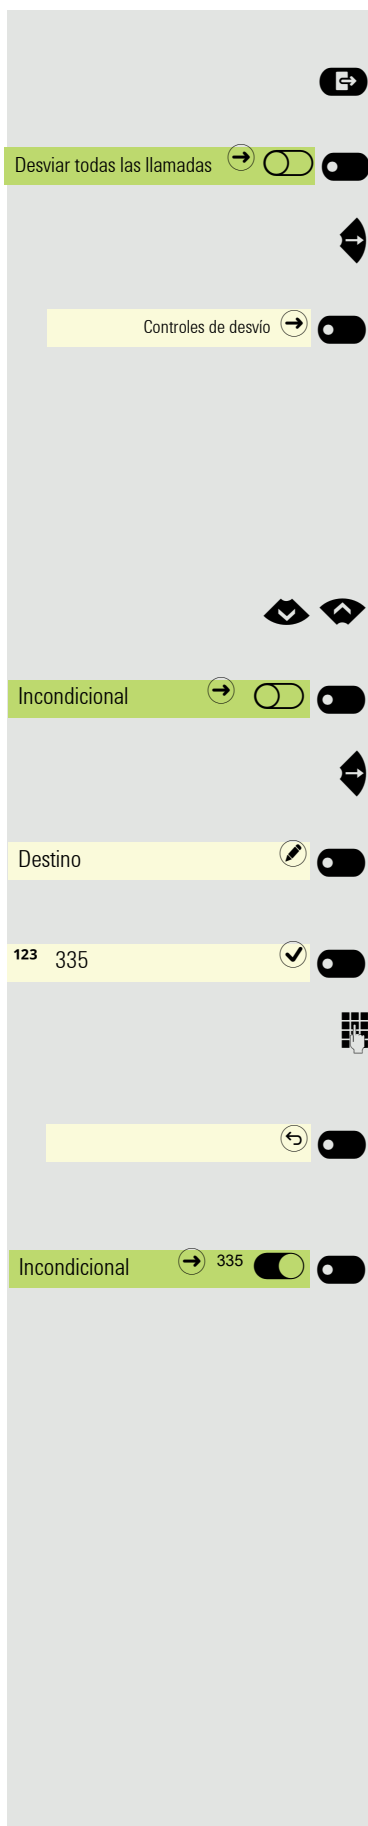 Desviar todas las llamadas
Controles de desvío
Incondicional
Destino
123 335
Incondicional 335